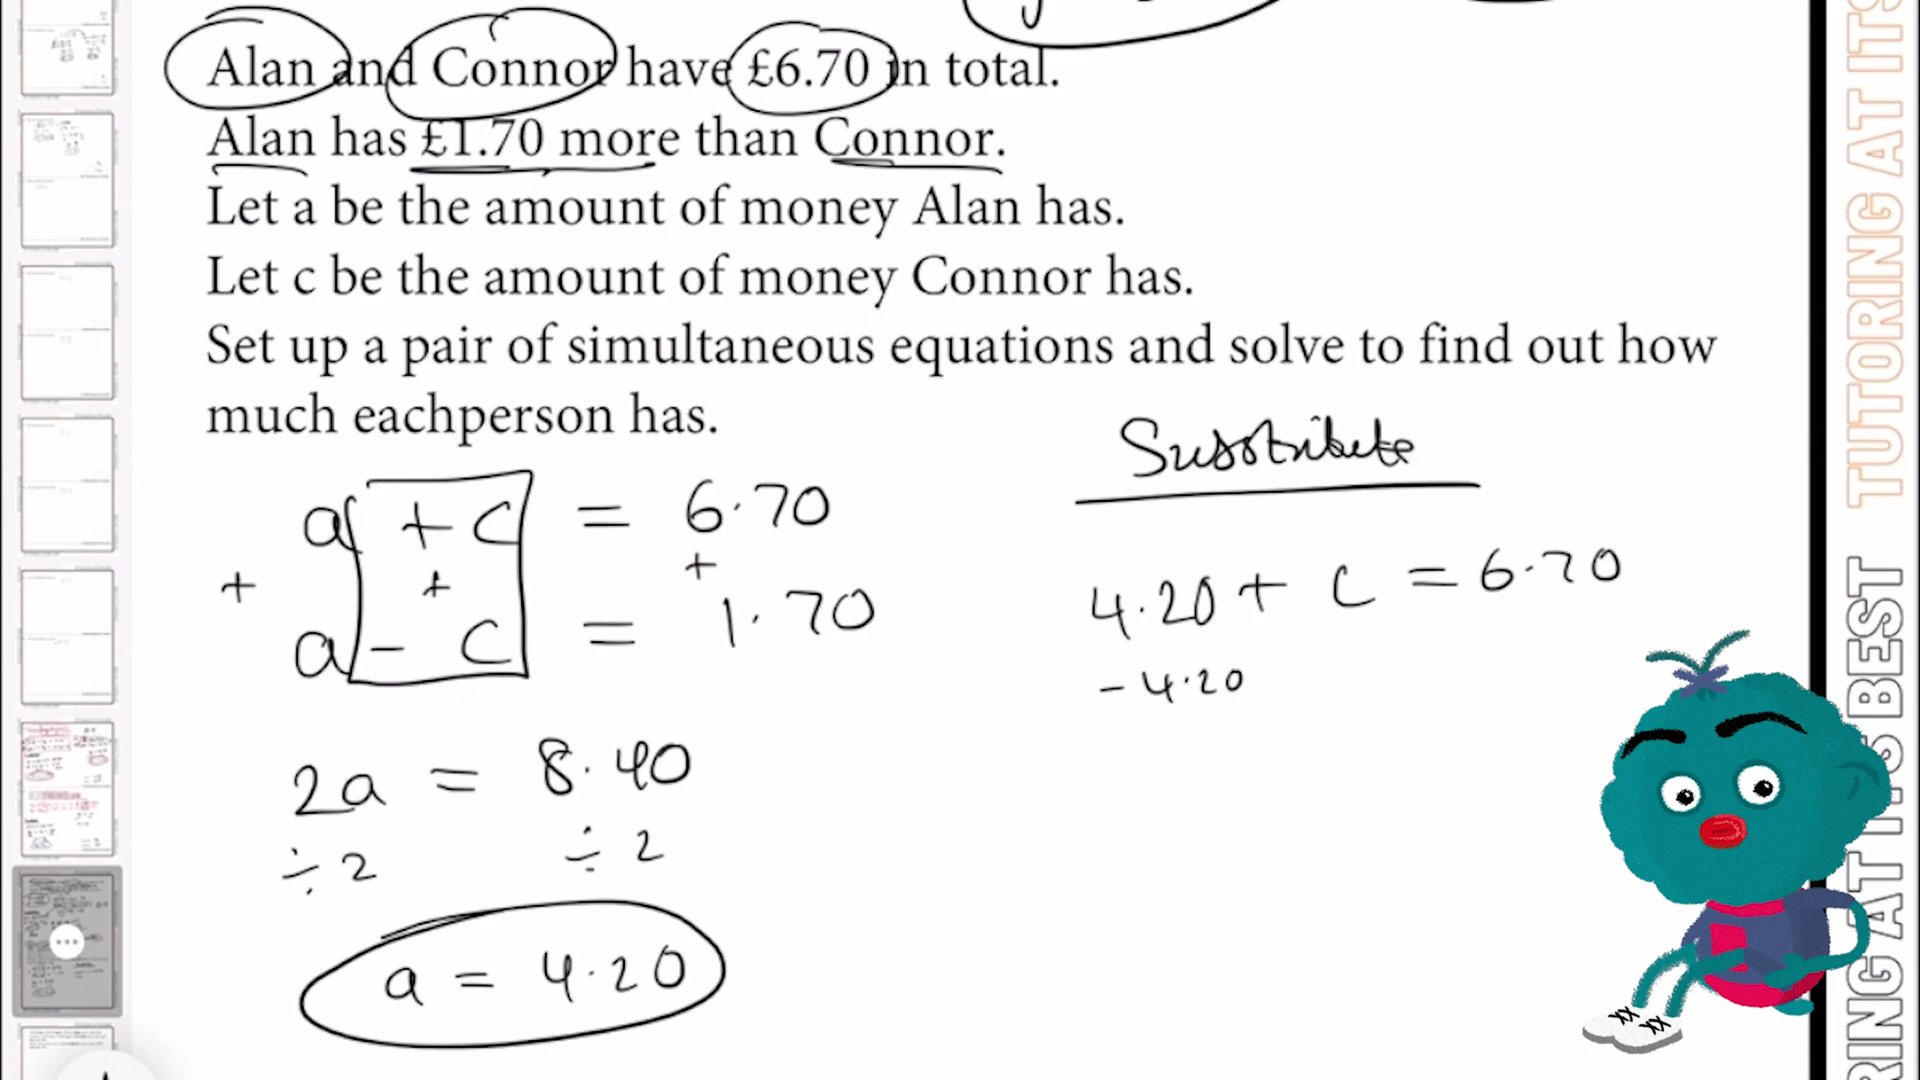 Alan and Connor have £6.70 in total.
Alan has £1.70 more than Connor.
Let a be the amount of money Alan has.
Let c be the amount of money Connor has.
Set up a pair of simultaneous equations and solve to find out how
much eachperson has.
Substitute
a + c = 6.70
+ + +
a - c = 1.70
4.20 + c = 6.70
- 4.20
2a = 8.40
÷ 2 ÷ 2
a = 4.20
TUTORING AT ITS
BEST
RING AT ITS